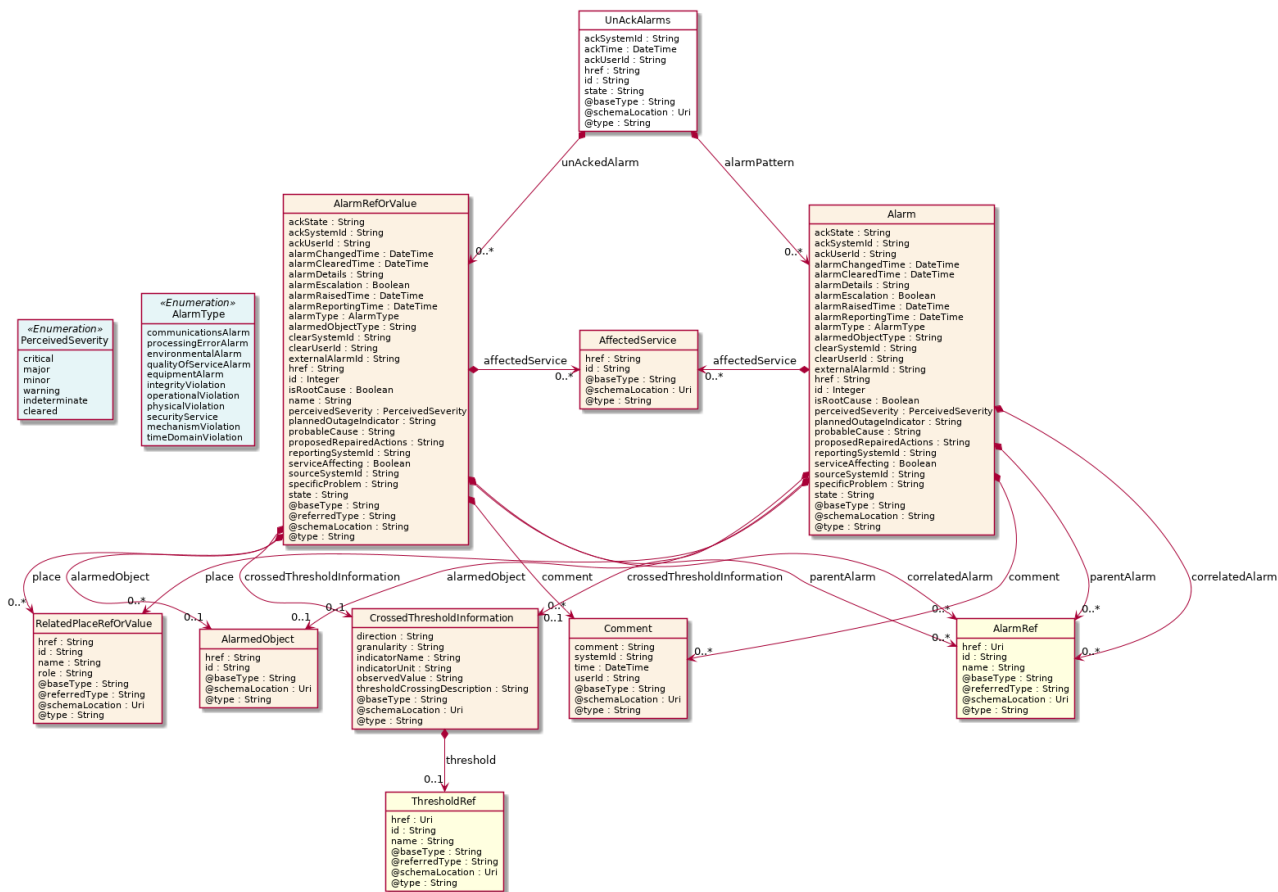 UnAckAlarms
ackSystemId : String
ackTime : DateTime
ackUserId : String
href : String
id : String
state : String
@baseType : String
@schemaLocation : Uri
@type : String
unAckedAlarm
alarmPattern
0..*
0..*
AlarmRefOrValue
ackState : String
ackSystemId : String
ackUserId : String
alarmChangedTime : DateTime
alarmClearedTime : DateTime
alarmDetails : String
alarmEscalation : Boolean
alarmRaisedTime : DateTime
alarmReportingTime : DateTime
alarmType : AlarmType
alarmedObjectType : String
clearSystemId : String
clearUserId : String
externalAlarmId : String
href : String
id : Integer
isRootCause : Boolean
name : String
perceivedSeverity : PerceivedSeverity
plannedOutageIndicator : String
probableCause : String
proposedRepairedActions : String
reportingSystemId : String
serviceAffecting : Boolean
sourceSystemId : String
specificProblem : String
state : String
@baseType : String
@referredType : String
@schemaLocation : String
@type : String
Alarm
ackState : String
ackSystemId : String
ackUserId : String
alarmChangedTime : DateTime
alarmClearedTime : DateTime
alarmDetails : String
alarmEscalation : Boolean
alarmRaisedTime : DateTime
alarmReportingTime : DateTime
alarmType : AlarmType
alarmedObjectType : String
clearSystemId : String
clearUserId : String
externalAlarmId : String
href : String
id : Integer
isRootCause : Boolean
perceivedSeverity : PerceivedSeverity
plannedOutageIndicator : String
probableCause : String
proposedRepairedActions : String
reportingSystemId : String
serviceAffecting : Boolean
sourceSystemId : String
specificProblem : String
state : String
@baseType : String
@schemaLocation : String
@type : String
«Enumeration»
PerceivedSeverity
critical
major
minor
warning
indeterminate
cleared
«Enumeration»
AlarmType
communicationsAlarm
processingErrorAlarm
environmentalAlarm
qualityOfServiceAlarm
equipmentAlarm
integrityViolation
operationalViolation
physicalViolation
securityService
mechanismViolation
timeDomainViolation
affectedService
0..*
AffectedService
href : String
id : String
@baseType : String
@schemaLocation : Uri
@type : String
affectedService
0..*
place
alarmedObject
place
crossedThresholdInformation
alarmedObject
comment
crossedThresholdInformation
parentAlarm
correlatedAlarm
comment
parentAlarm
correlatedAlarm
0..*
0..*
0..1
0..1
0..1
0..*
0..1
0..*
0..*
0..*
0..*
0..*
RelatedPlaceRefOrValue
href : String
id : String
name : String
role : String
@baseType : String
@referredType : String
@schemaLocation : Uri
@type : String
AlarmedObject
href : String
id : String
@baseType : String
@schemaLocation : Uri
@type : String
CrossedThresholdInformation
direction : String
granularity : String
indicatorName : String
indicatorUnit : String
observedValue : String
thresholdCrossingDescription : String
@baseType : String
@schemaLocation : Uri
@type : String
Comment
comment : String
systemId : String
time : DateTime
userId : String
@baseType : String
@schemaLocation : Uri
@type : String
AlarmRef
href : Uri
id : String
name : String
@baseType : String
@referredType : String
@schemaLocation : Uri
@type : String
threshold
0..1
ThresholdRef
href : Uri
id : String
name : String
@baseType : String
@referredType : String
@schemaLocation : Uri
@type : String